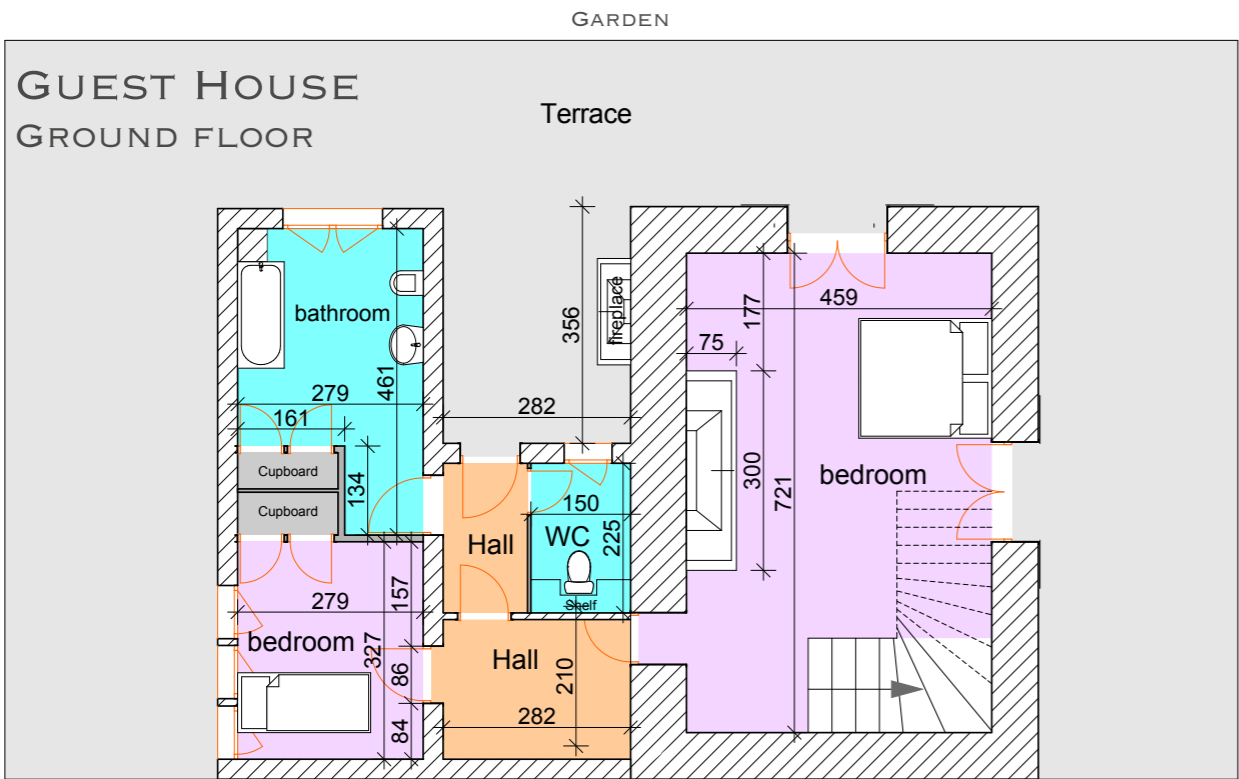 GARDEN
GUEST HOUSE
GROUND FLOOR
Terrace
bathroom
fireplace
356
177
459
75
461
279
161
282
Cupboard
Cupboard
134
150
WC
225
Hall
Shelf
300
721
bedroom
279
157
bedroom
327
86
84
Hall
210
282